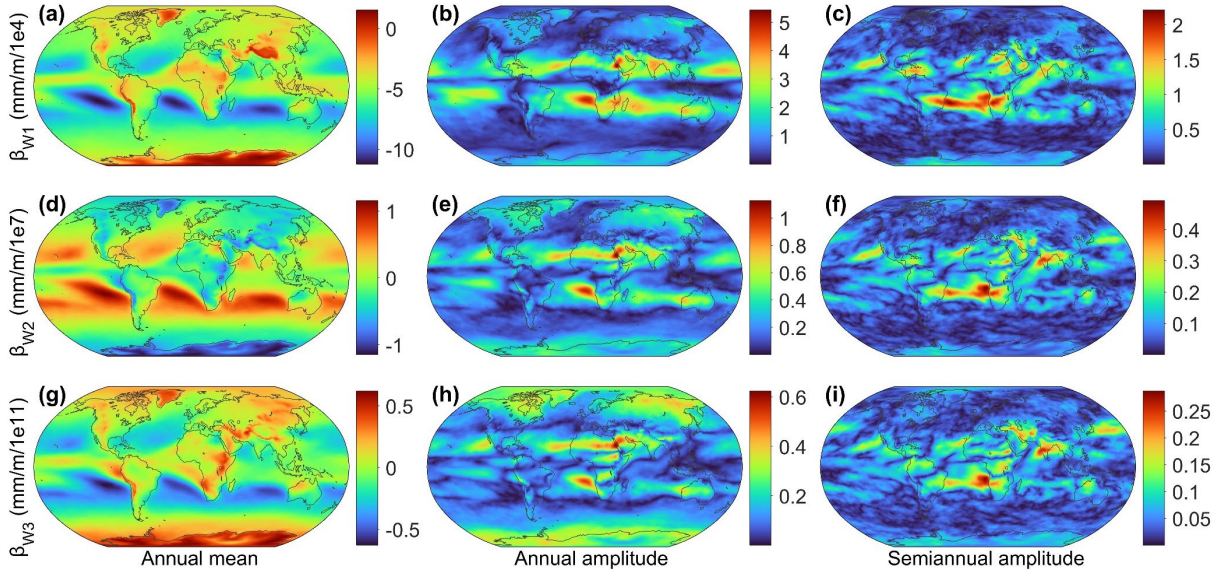 (a)
β_W1 (mm/m/1e4)
0
-5
-10
(b)
5
4
3
2
1
(c)
2
1.5
1
0.5
(d)
β_W2 (mm/m/1e7)
1
0
-1
(e)
1
0.8
0.6
0.4
0.2
(f)
0.4
0.3
0.2
0.1
(g)
β_W3 (mm/m/1e11)
0.5
0
-0.5
(h)
0.6
0.4
0.2
(i)
0.25
0.20
0.15
0.10
0.05
Annual mean
Annual amplitude
Semiannual amplitude